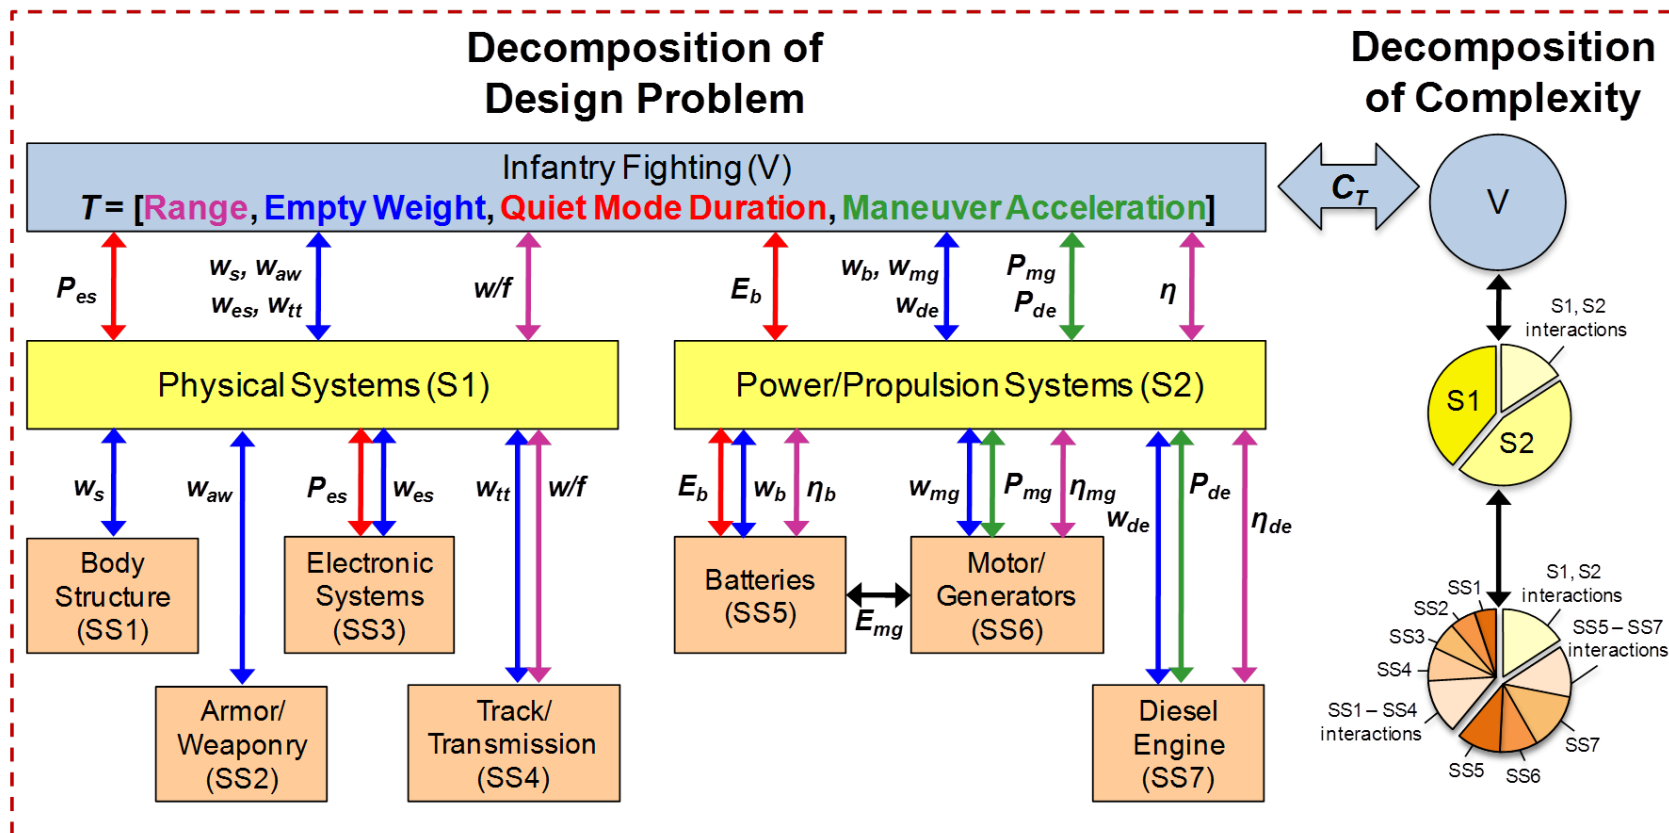 Decomposition of
Design Problem
Decomposition
of Complexity
Infantry Fighting (V)
T = [Range, Empty Weight, Quiet Mode Duration, Maneuver Acceleration]
C_T
V
P_es
w_s, w_aw
w_es, w_tt
w/f
E_b
w_b, w_mg
w_de
P_mg
P_de
η
S1, S2
interactions
Physical Systems (S1)
Power/Propulsion Systems (S2)
S1
S2
w_s
w_aw
P_es
w_es
w_tt
w/f
E_b
w_b
η_b
w_mg
P_mg
η_mg
w_de
P_de
η_de
Body
Structure
(SS1)
Electronic
Systems
(SS3)
Batteries
(SS5)
E_mg
Motor/
Generators
(SS6)
Armor/
Weaponry
(SS2)
Track/
Transmission
(SS4)
Diesel
Engine
(SS7)
S1, S2
interactions
SS1
SS2
SS3
SS4
SS5 – SS7
interactions
SS1 – SS4
interactions
SS5
SS6
SS7